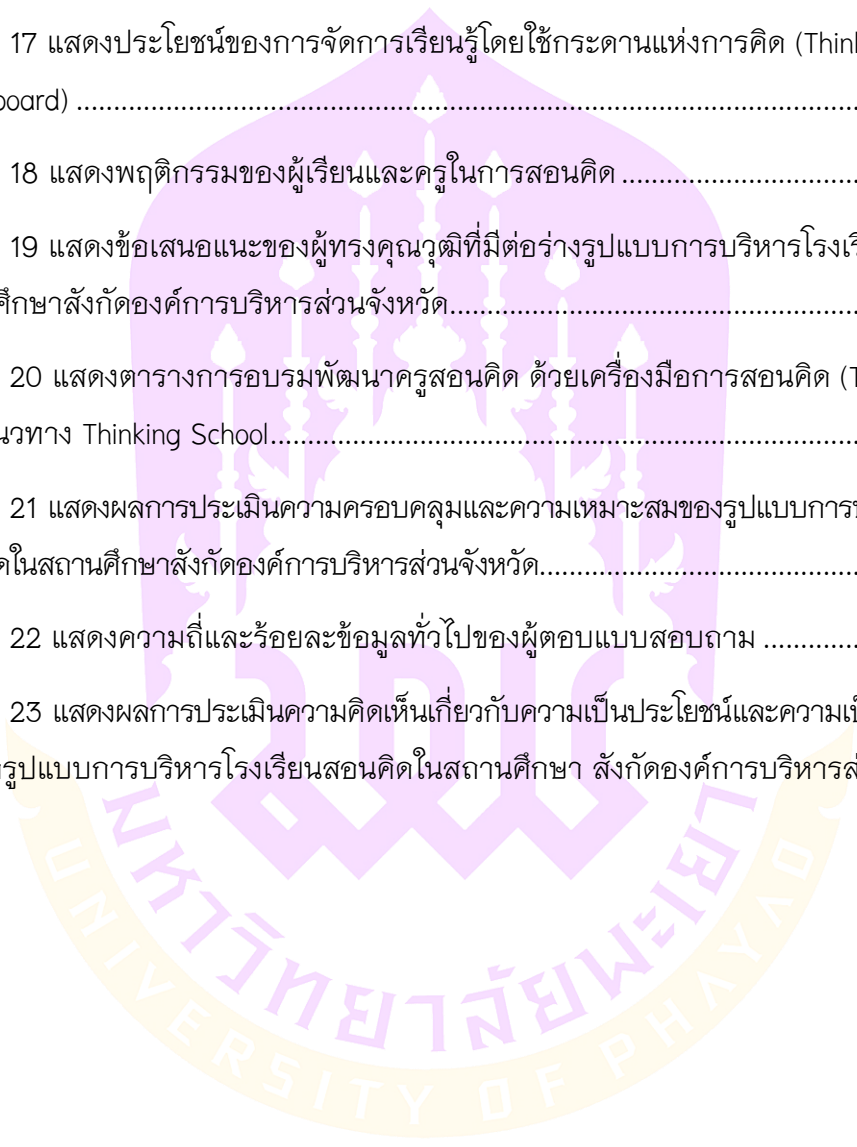 17 แสดงประโยชน์ของการจัดการเรียนรู้โดยใช้กระดานแห่งการคิด (Thin
board) ........................................................................................................
18 แสดงพฤติกรรมของผู้เรียนและครูในการสอนคิด ................................
19 แสดงข้อเสนอแนะของผู้ทรงคุณวุฒิที่มีต่อร่างรูปแบบการบริหารโรงเรี
ศึกษาสังกัดองค์การบริหารส่วนจังหวัด.......................................................
20 แสดงตารางการอบรมพัฒนาครูสอนคิด ด้วยเครื่องมือการสอนคิด (T
นวทาง Thinking School..............................................................................
21 แสดงผลการประเมินความครอบคลุมและความเหมาะสมของรูปแบบการบ
ดในสถานศึกษาสังกัดองค์การบริหารส่วนจังหวัด..........................................
22 แสดงความถี่และร้อยละข้อมูลทั่วไปของผู้ตอบแบบสอบถาม ..............
23 แสดงผลการประเมินความคิดเห็นเกี่ยวกับความเป็นประโยชน์และความเป็
งรูปแบบการบริหารโรงเรียนสอนคิดในสถานศึกษา สังกัดองค์การบริหารส่
มหาวิทยาลัยพะเยา
UNIVERSITY OF PHAYAO